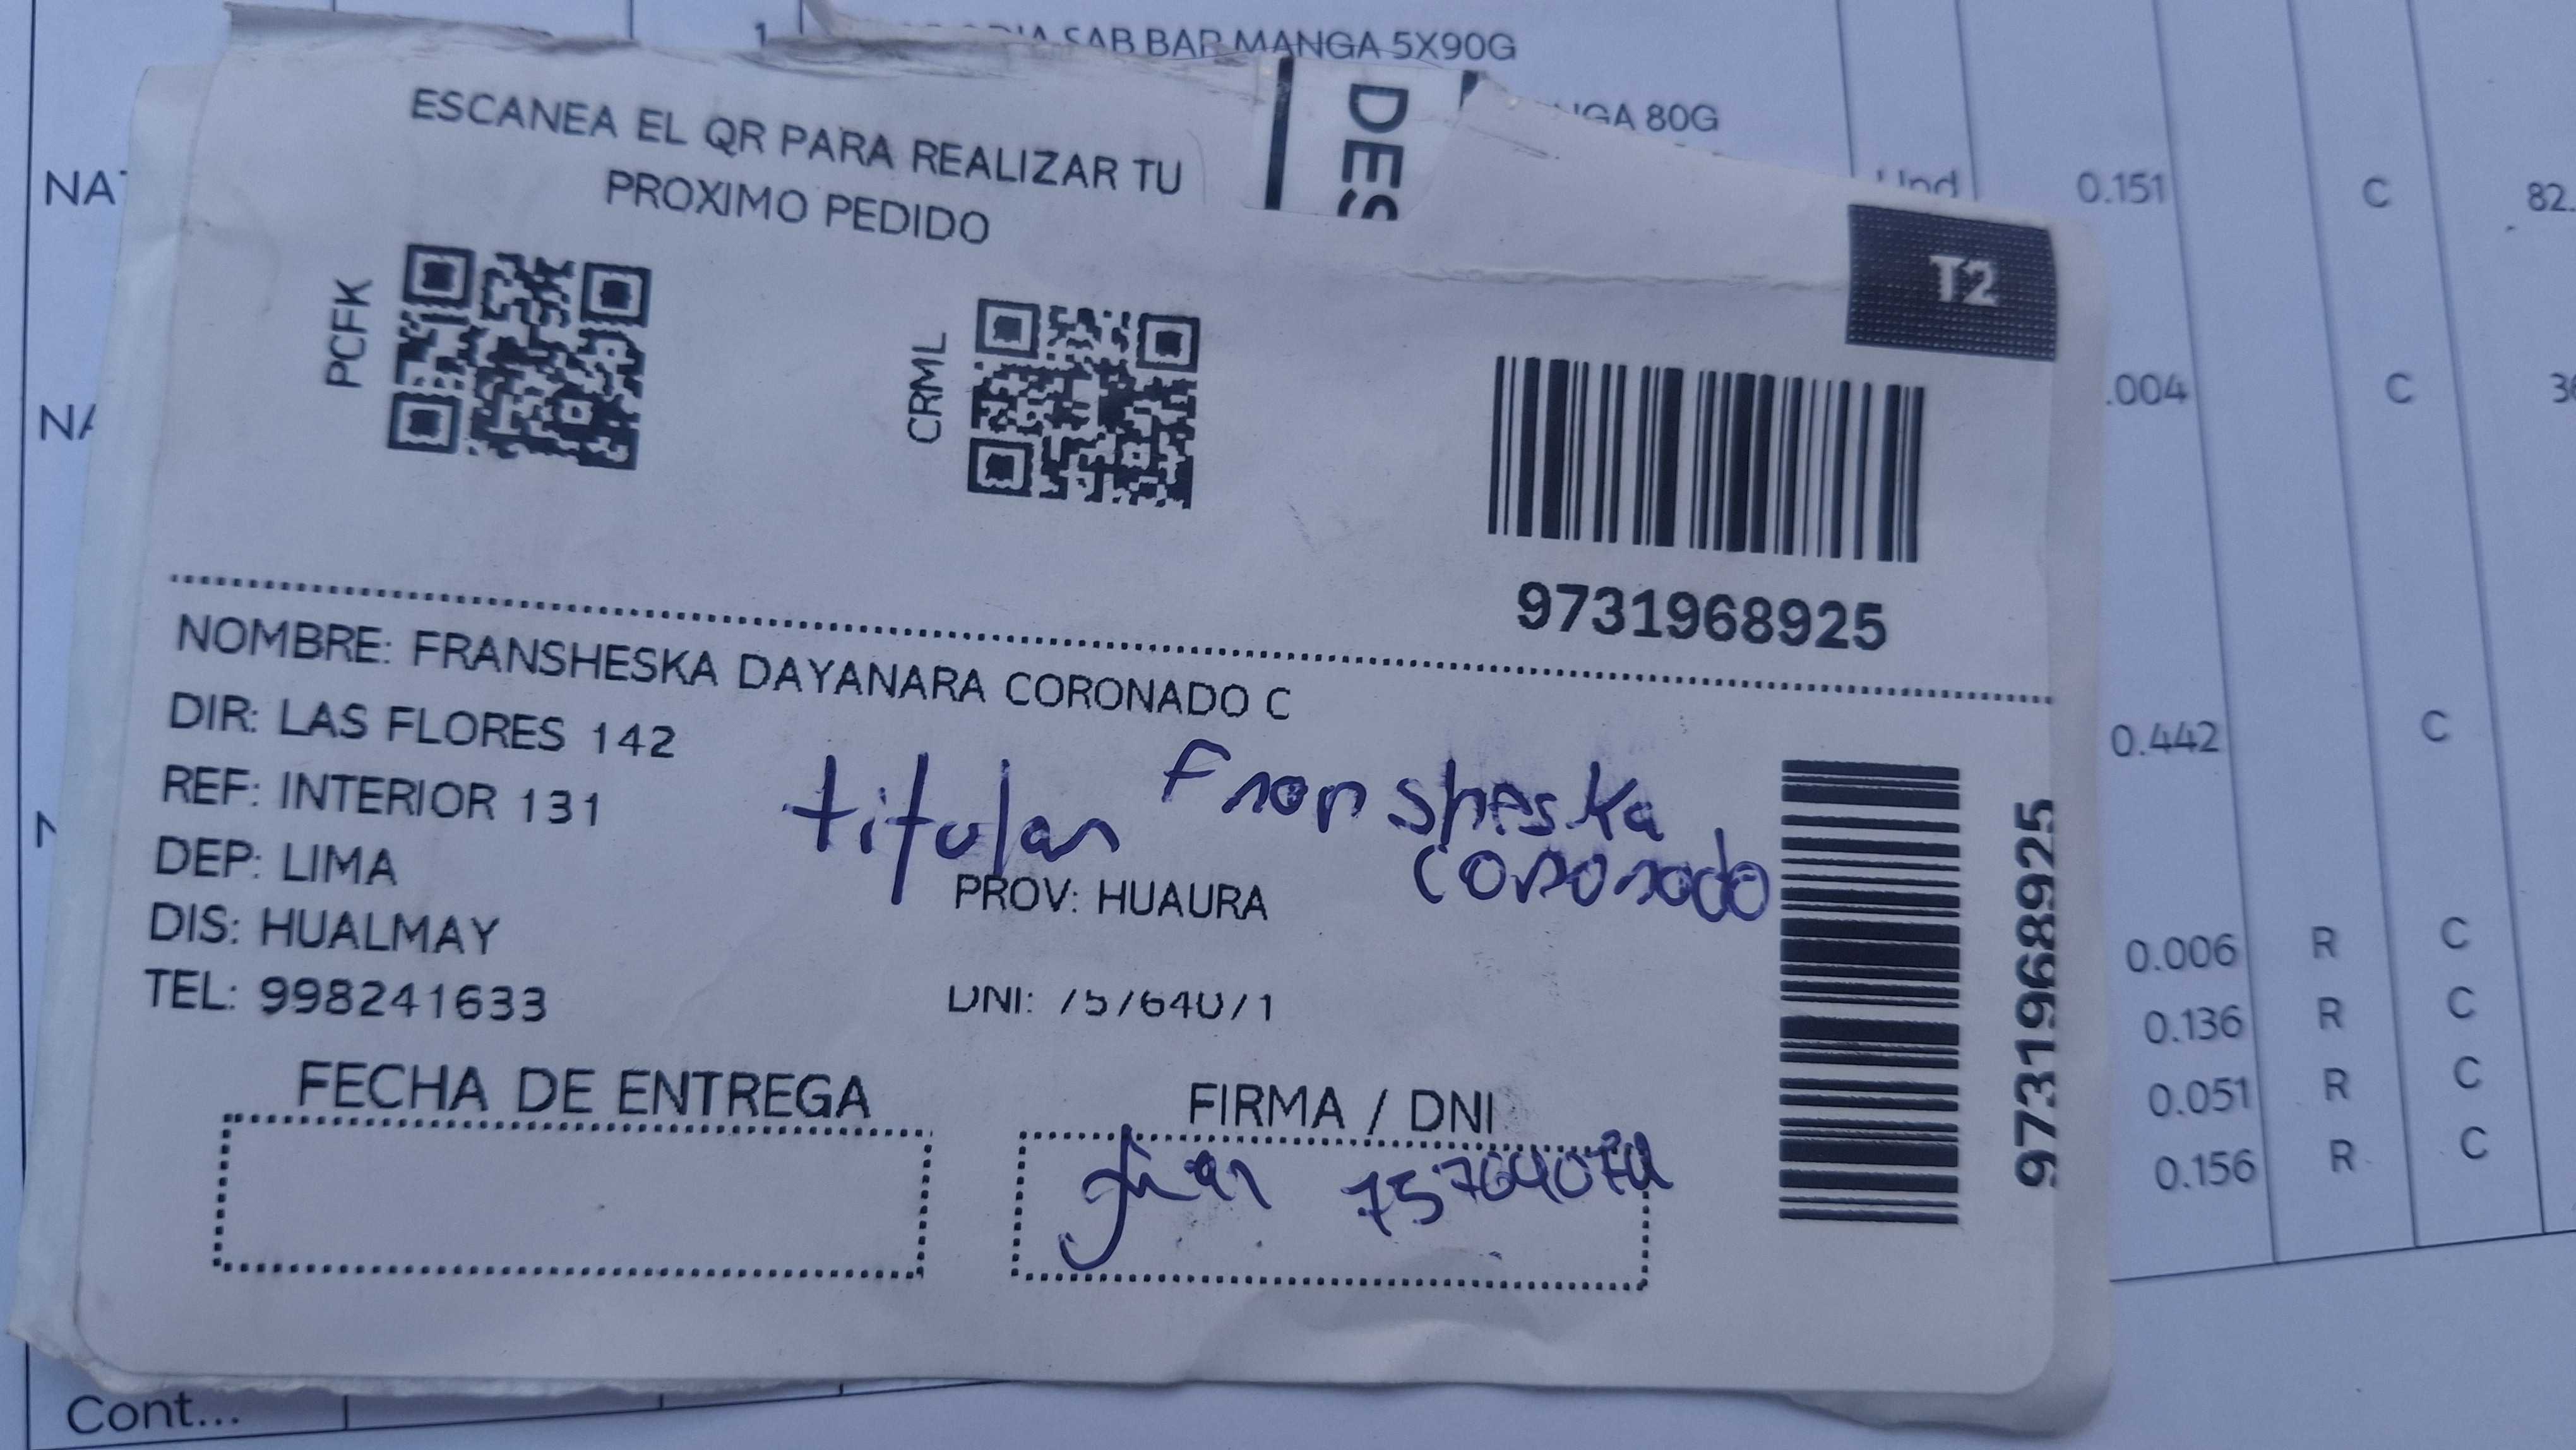 1 SAB BAR MANGA 5X90G
80G
Und 0.151 C 82.
DES
ESCANEA EL QR PARA REALIZAR TU
PROXIMO PEDIDO
T2
PCFK
CRML
.004 C
9731968925
NOMBRE: FRANSHESKA DAYANARA CORONADO C
DIR: LAS FLORES 142
REF: INTERIOR 131
titular Fransheska
coronado
DEP: LIMA PROV: HUAURA
DIS: HUALMAY
TEL: 998241633 DNI: 75764071
9731968925
0.442 C
0.006 R C
0.136 R C
0.051 R C
0.156 R C
FECHA DE ENTREGA
FIRMA / DNI
Cont...